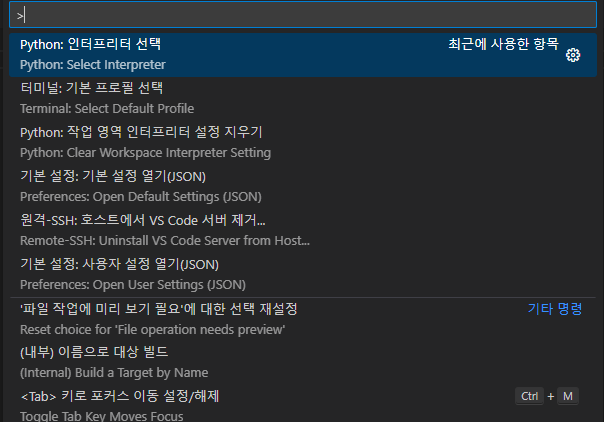 >
Python: 인터프리터 선택 최근에 사용한 항목
Python: Select Interpreter
터미널: 기본 프로필 선택
Terminal: Select Default Profile
Python: 작업 영역 인터프리터 설정 지우기
Python: Clear Workspace Interpreter Setting
기본 설정: 기본 설정 열기(JSON)
Preferences: Open Default Settings (JSON)
원격-SSH: 호스트에서 VS Code 서버 제거...
Remote-SSH: Uninstall VS Code Server from Host...
기본 설정: 사용자 설정 열기(JSON)
Preferences: Open User Settings (JSON)
'파일 작업에 미리 보기 필요'에 대한 선택 재설정 기타 명령
Reset choice for 'File operation needs preview'
(내부) 이름으로 대상 빌드
(Internal) Build a Target by Name
<Tab> 키로 포커스 이동 설정/해제 Ctrl + M
Toggle Tab Key Moves Focus